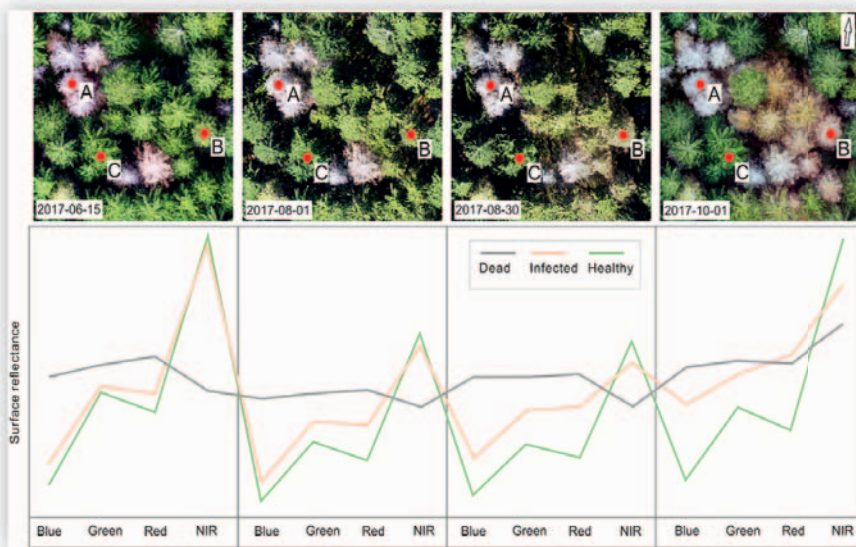 A
B
C
2017-06-15
A
B
C
2017-08-01
A
B
C
2017-08-30
A
B
C
2017-10-01
Surface reflectance
Dead Infected Healthy
Blue Green Red NIR Blue Green Red NIR Blue Green Red NIR Blue Green Red NIR